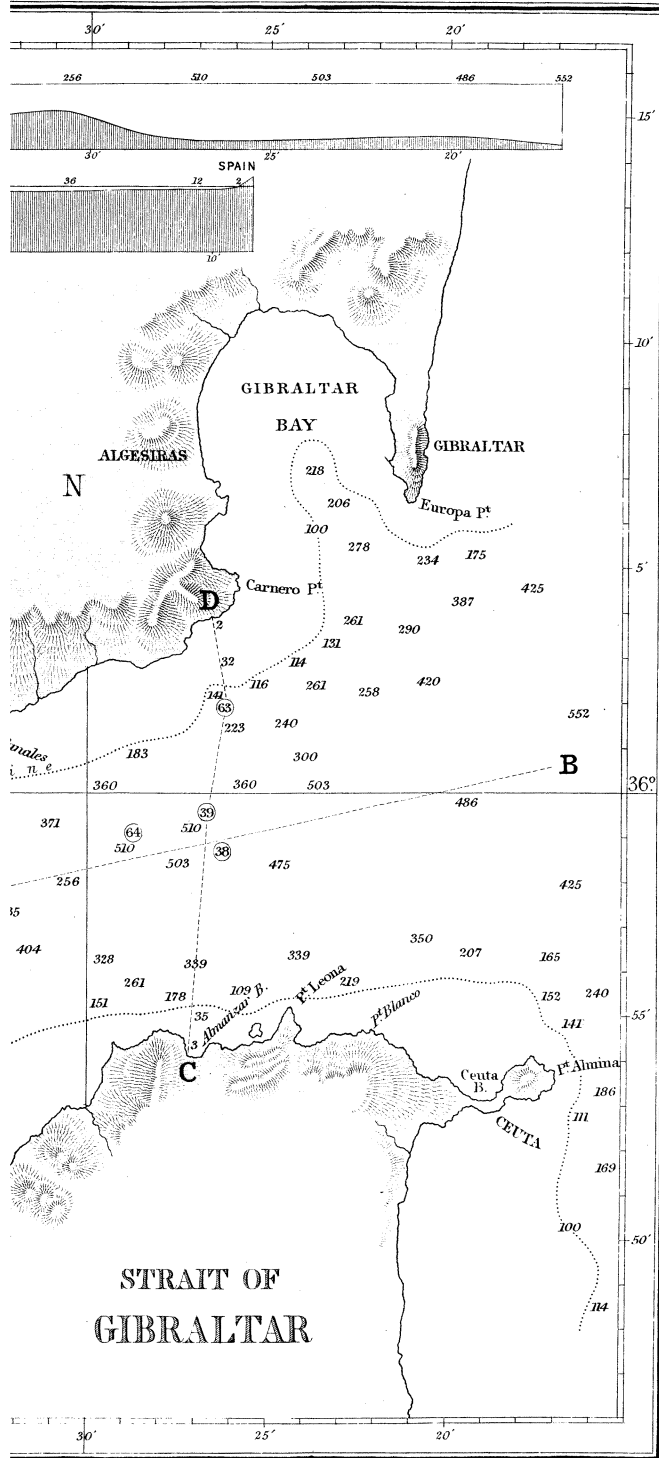 30′ 25′ 20′
256 510 503 486 552
15′
30′ 25′ 20′
SPAIN
36 12 2
10′
10′
GIBRALTAR
BAY
ALGESIRAS
GIBRALTAR
N
218
206
Europa Pt.
100
278
234 175
5′
Carnero Pt.
425
D
387
2
261
290
131
32
114
116 261 258 420
141
63
223 240
552
183 300
ine
B
360 360 503
36°
486
39
371 64 510
510 38
503 475
256
425
35
404
350
207
328 339 339 165
261 219
109
178
151
152 240
35
141
3 Almanzar B.
Pt. Leona
Pt. Blanco
C
Ceuta
B.
Pt. Almina
186
111
CEUTA
169
100
50′
55′
STRAIT OF
GIBRALTAR
114
30′ 25′ 20′